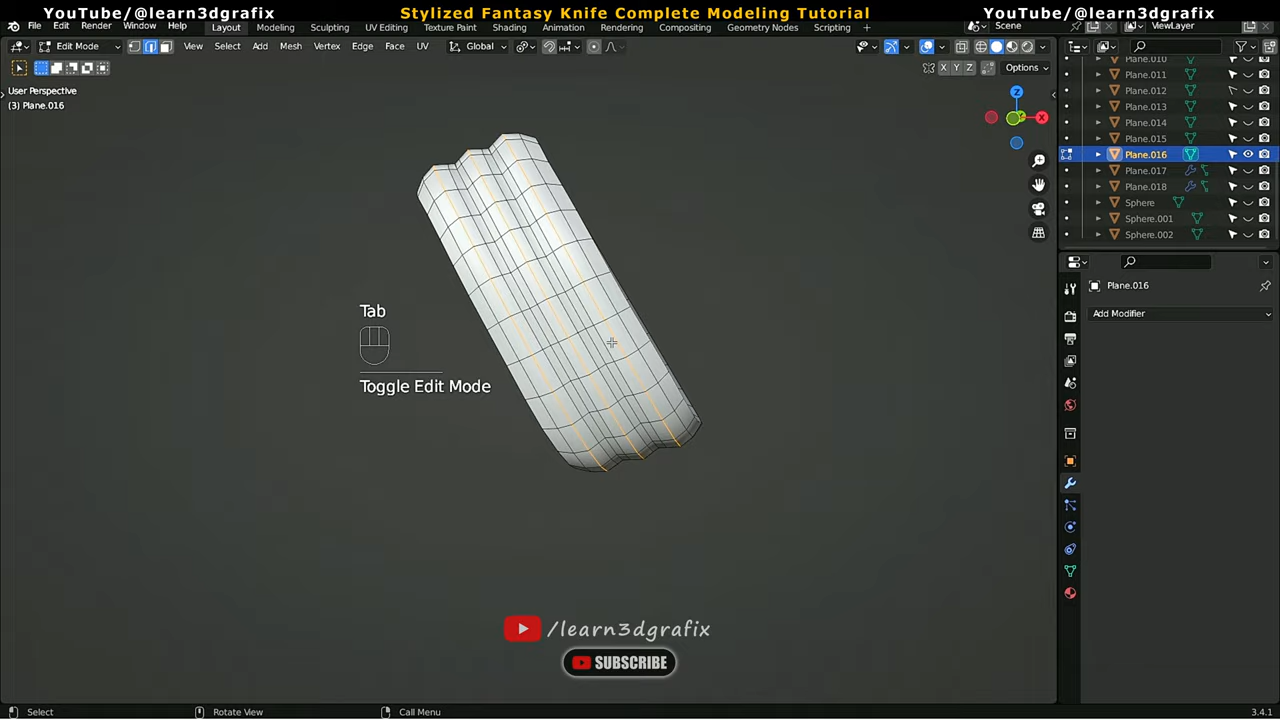 YouTube/@learn3dgrafix
Stylized Fantasy Knife Complete Modeling Tutorial
YouTube/@learn3dgrafix
File Edit Render Window Help Layout Modeling Sculpting UV Editing Texture Paint Shading Animation Rendering Compositing Geometry Nodes Scripting + Scene ViewLayer
Edit Mode View Select Add Mesh Vertex Edge Face UV Global
X Y Z Options
User Perspective
(3) Plane.016
Z
X
Plane.010
Plane.011
Plane.012
Plane.013
Plane.014
Plane.015
Plane.016
Plane.017
Plane.018
Sphere
Sphere.001
Sphere.002
Plane.016
Add Modifier
Tab
Toggle Edit Mode
/learn3dgrafix
SUBSCRIBE
Select Rotate View Call Menu 3.4.1